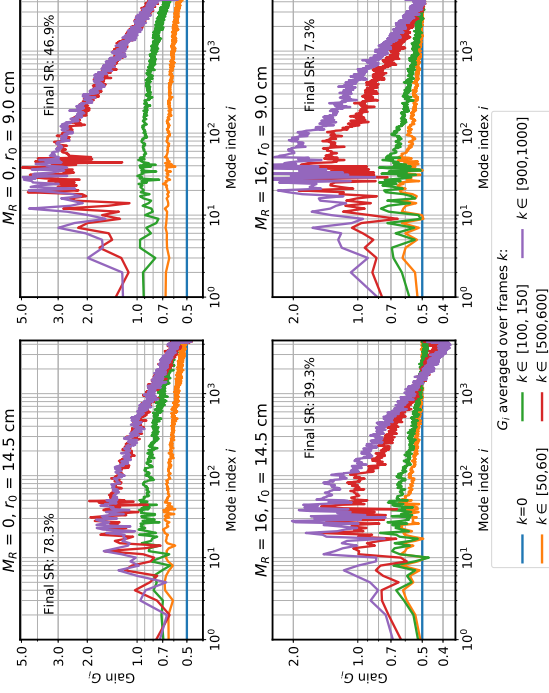 M_R = 0, r_0 = 14.5 cm
Final SR: 78.3%
5.0
3.0
2.0
1.0
0.7
0.5
Gain G_i
10^0 10^1 10^2 10^3
Mode index i
M_R = 0, r_0 = 9.0 cm
Final SR: 46.9%
5.0
3.0
2.0
1.0
0.7
0.5
10^0 10^1 10^2 10^3
Mode index i
M_R = 16, r_0 = 14.5 cm
Final SR: 39.3%
2.0
1.0
0.7
0.5
0.4
Gain G_i
10^0 10^1 10^2 10^3
Mode index i
M_R = 16, r_0 = 9.0 cm
Final SR: 7.3%
2.0
1.0
0.7
0.5
0.4
10^0 10^1 10^2 10^3
Mode index i
G_i averaged over frames k:
k=0 k ∈ [100, 150] k ∈ [900,1000]
k ∈ [50,60] k ∈ [500,600]